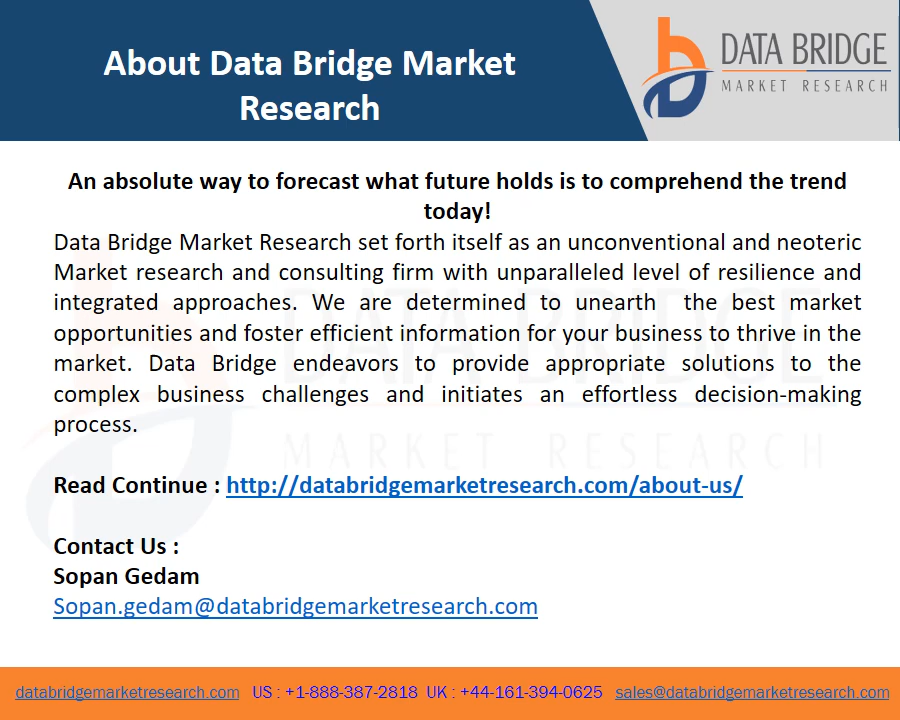 About Data Bridge Market
Research
DATA BRIDGE
MARKET RESEARCH
An absolute way to forecast what future holds is to comprehend the trend
today!
Data Bridge Market Research set forth itself as an unconventional and neoteric
Market research and consulting firm with unparalleled level of resilience and
integrated approaches. We are determined to unearth the best market
opportunities and foster efficient information for your business to thrive in the
market. Data Bridge endeavors to provide appropriate solutions to the
complex business challenges and initiates an effortless decision-making
process.
DATA BRIDGE
MARKET RESEARCH
Read Continue : http://databridgemarketresearch.com/about-us/
Contact Us :
Sopan Gedam
Sopan.gedam@databridgemarketresearch.com
databridgemarketresearch.com US : +1-888-387-2818 UK : +44-161-394-0625 sales@databridgemarketresearch.com